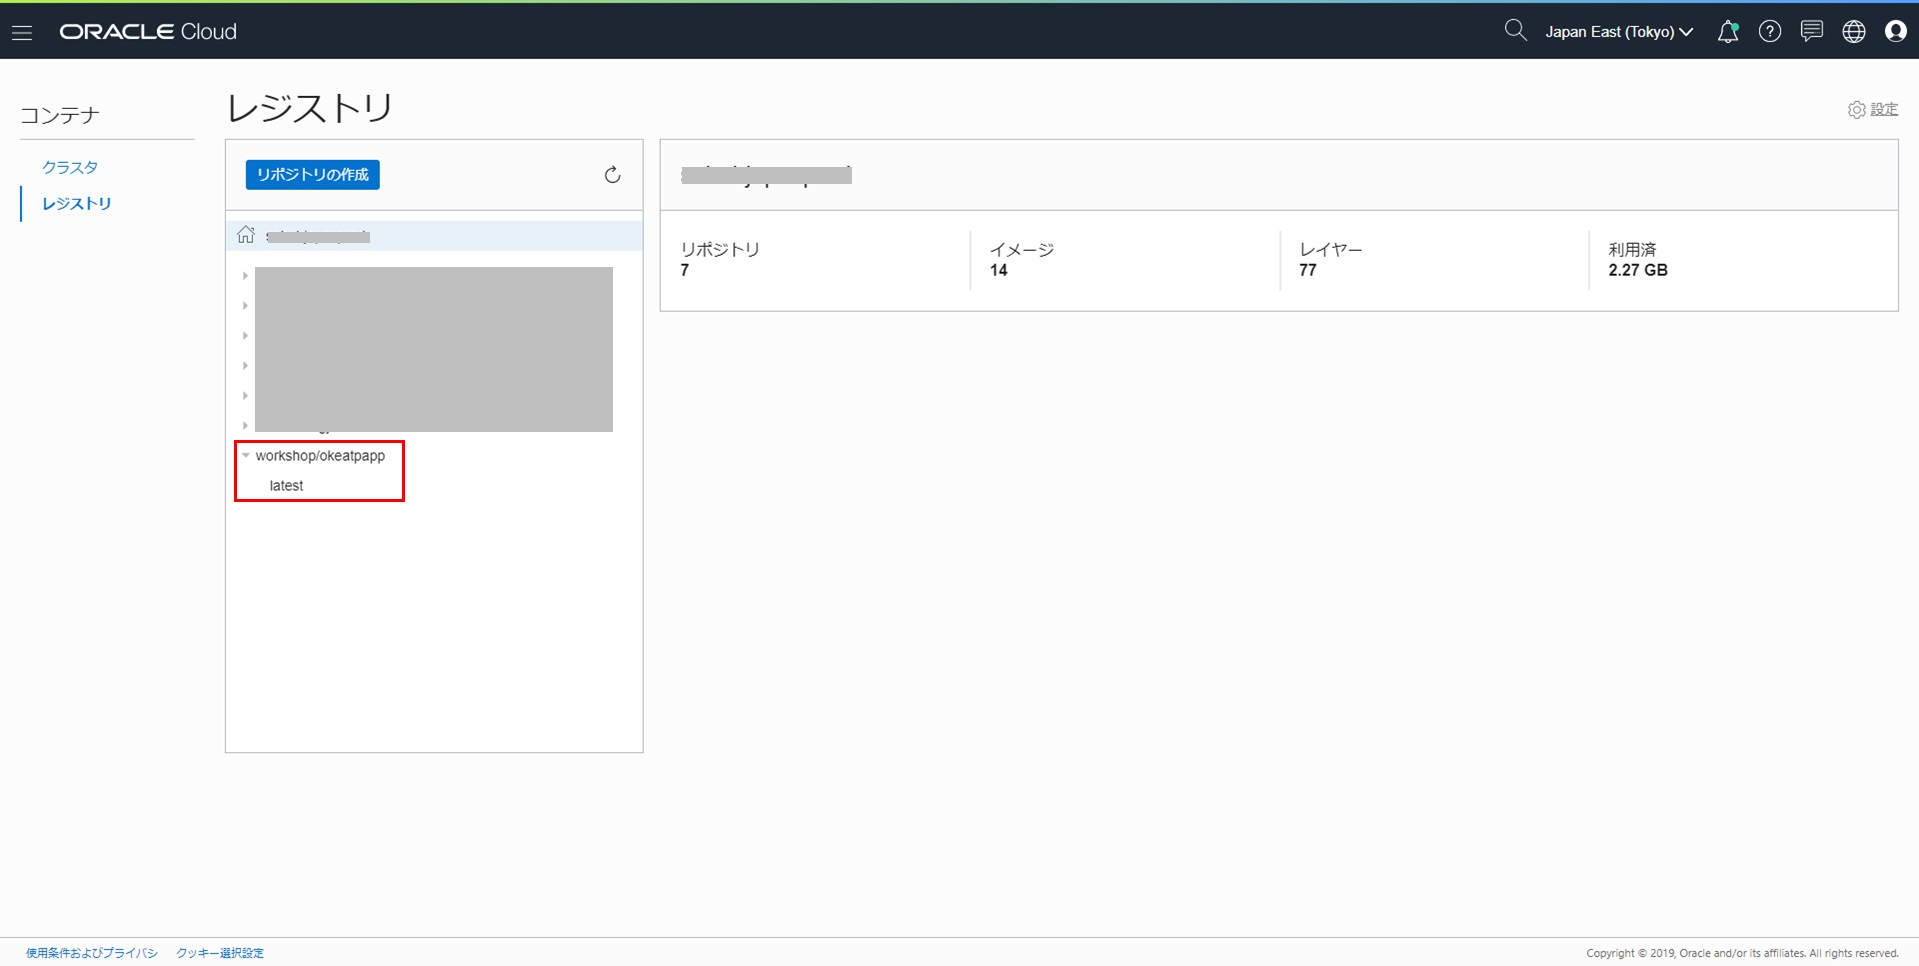 ORACLE Cloud
Japan East (Tokyo)
コンテナ
クラスタ
レジストリ
レジストリ
設定
リポジトリの作成
workshop/okeatpapp
latest
リポジトリ
7
イメージ
14
レイヤー
77
利用済
2.27 GB
使用条件およびプライバシ
クッキー選択設定
Copyright © 2019, Oracle and/or its affiliates. All rights reserved.